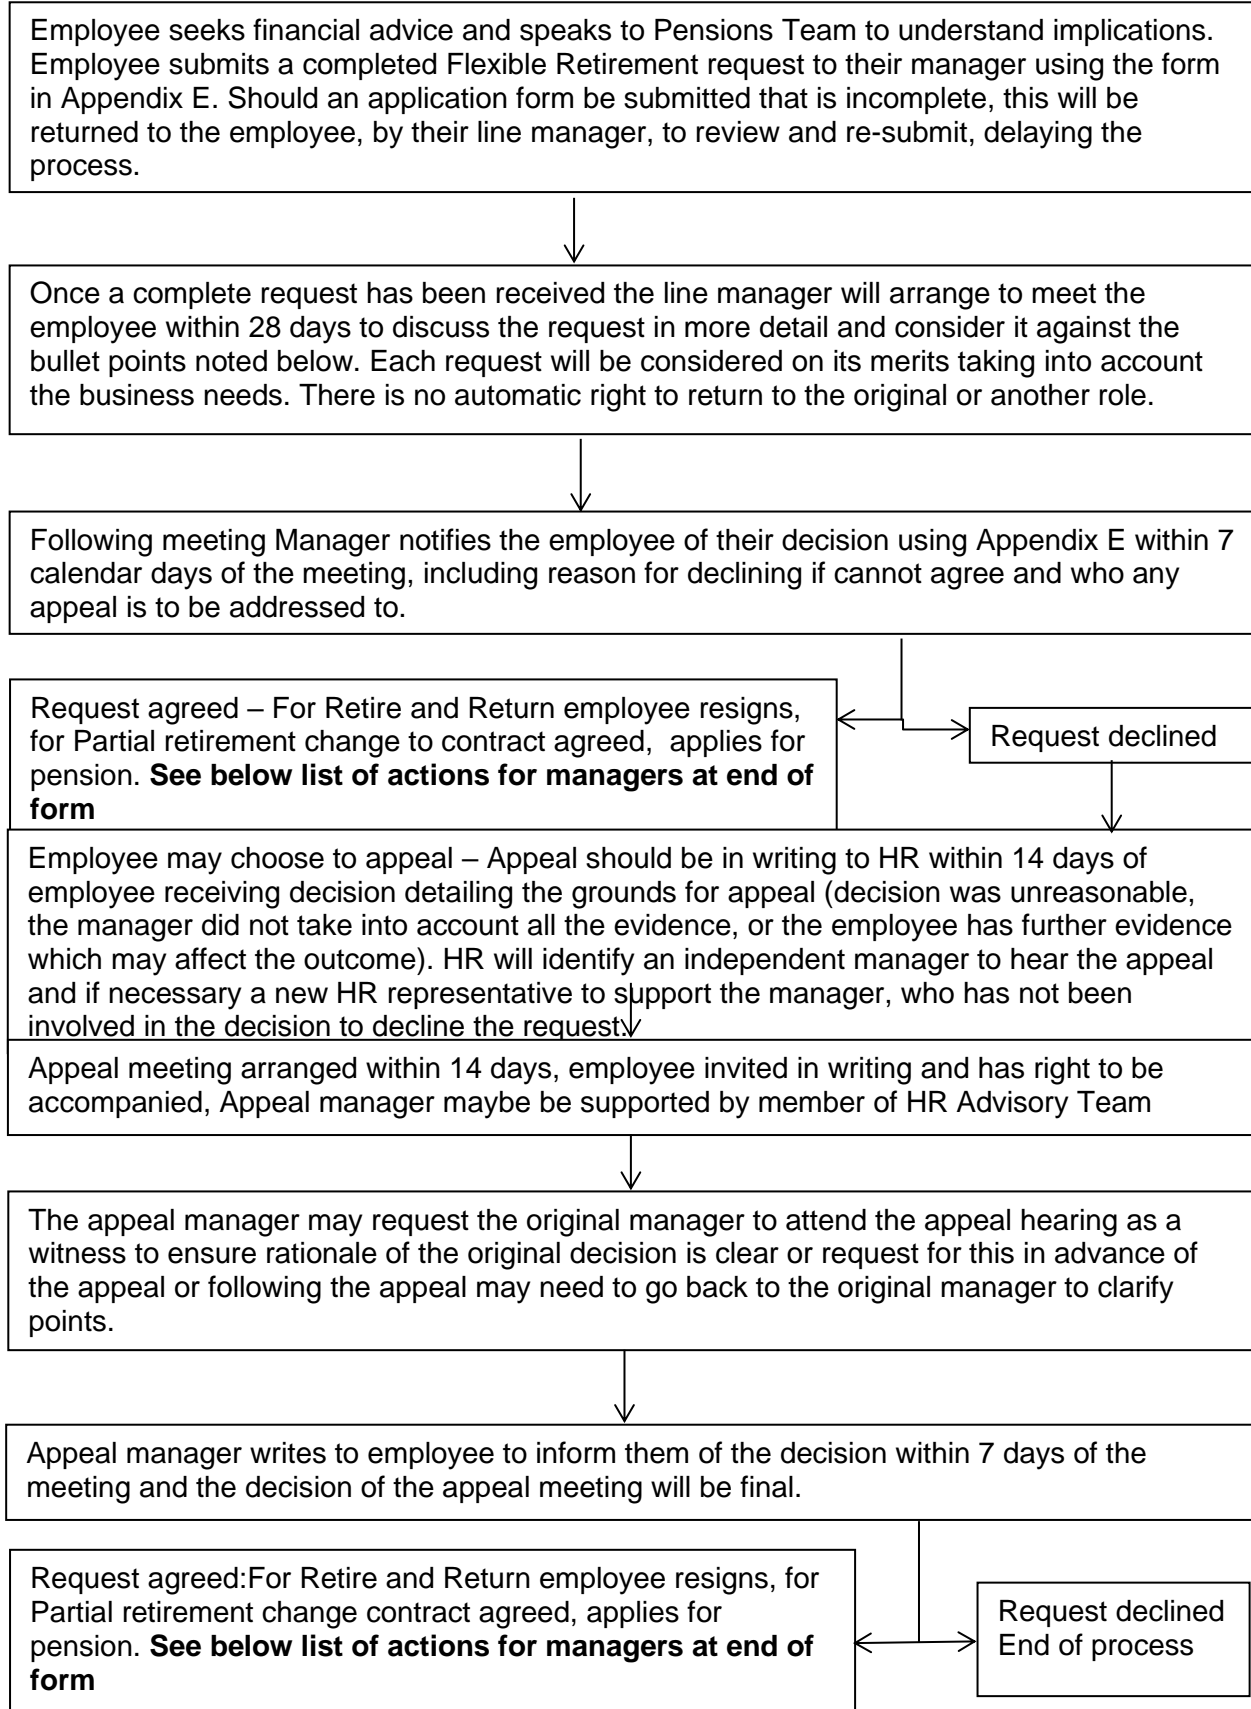 Employee seeks financial advice and speaks to Pensions Team to understand implications.
Employee submits a completed Flexible Retirement request to their manager using the form
in Appendix E. Should an application form be submitted that is incomplete, this will be
returned to the employee, by their line manager, to review and re-submit, delaying the
process.
Once a complete request has been received the line manager will arrange to meet the
employee within 28 days to discuss the request in more detail and consider it against the
bullet points noted below. Each request will be considered on its merits taking into account
the business needs. There is no automatic right to return to the original or another role.
Following meeting Manager notifies the employee of their decision using Appendix E within 7
calendar days of the meeting, including reason for declining if cannot agree and who any
appeal is to be addressed to.
Request agreed – For Retire and Return employee resigns,
for Partial retirement change to contract agreed, applies for
pension. See below list of actions for managers at end of
form
Request declined
Employee may choose to appeal – Appeal should be in writing to HR within 14 days of
employee receiving decision detailing the grounds for appeal (decision was unreasonable,
the manager did not take into account all the evidence, or the employee has further evidence
which may affect the outcome). HR will identify an independent manager to hear the appeal
and if necessary a new HR representative to support the manager, who has not been
involved in the decision to decline the request.
Appeal meeting arranged within 14 days, employee invited in writing and has right to be
accompanied, Appeal manager maybe be supported by member of HR Advisory Team
The appeal manager may request the original manager to attend the appeal hearing as a
witness to ensure rationale of the original decision is clear or request for this in advance of
the appeal or following the appeal may need to go back to the original manager to clarify
points.
Appeal manager writes to employee to inform them of the decision within 7 days of the
meeting and the decision of the appeal meeting will be final.
Request agreed:For Retire and Return employee resigns, for
Partial retirement change contract agreed, applies for
pension. See below list of actions for managers at end of
form
Request declined
End of process